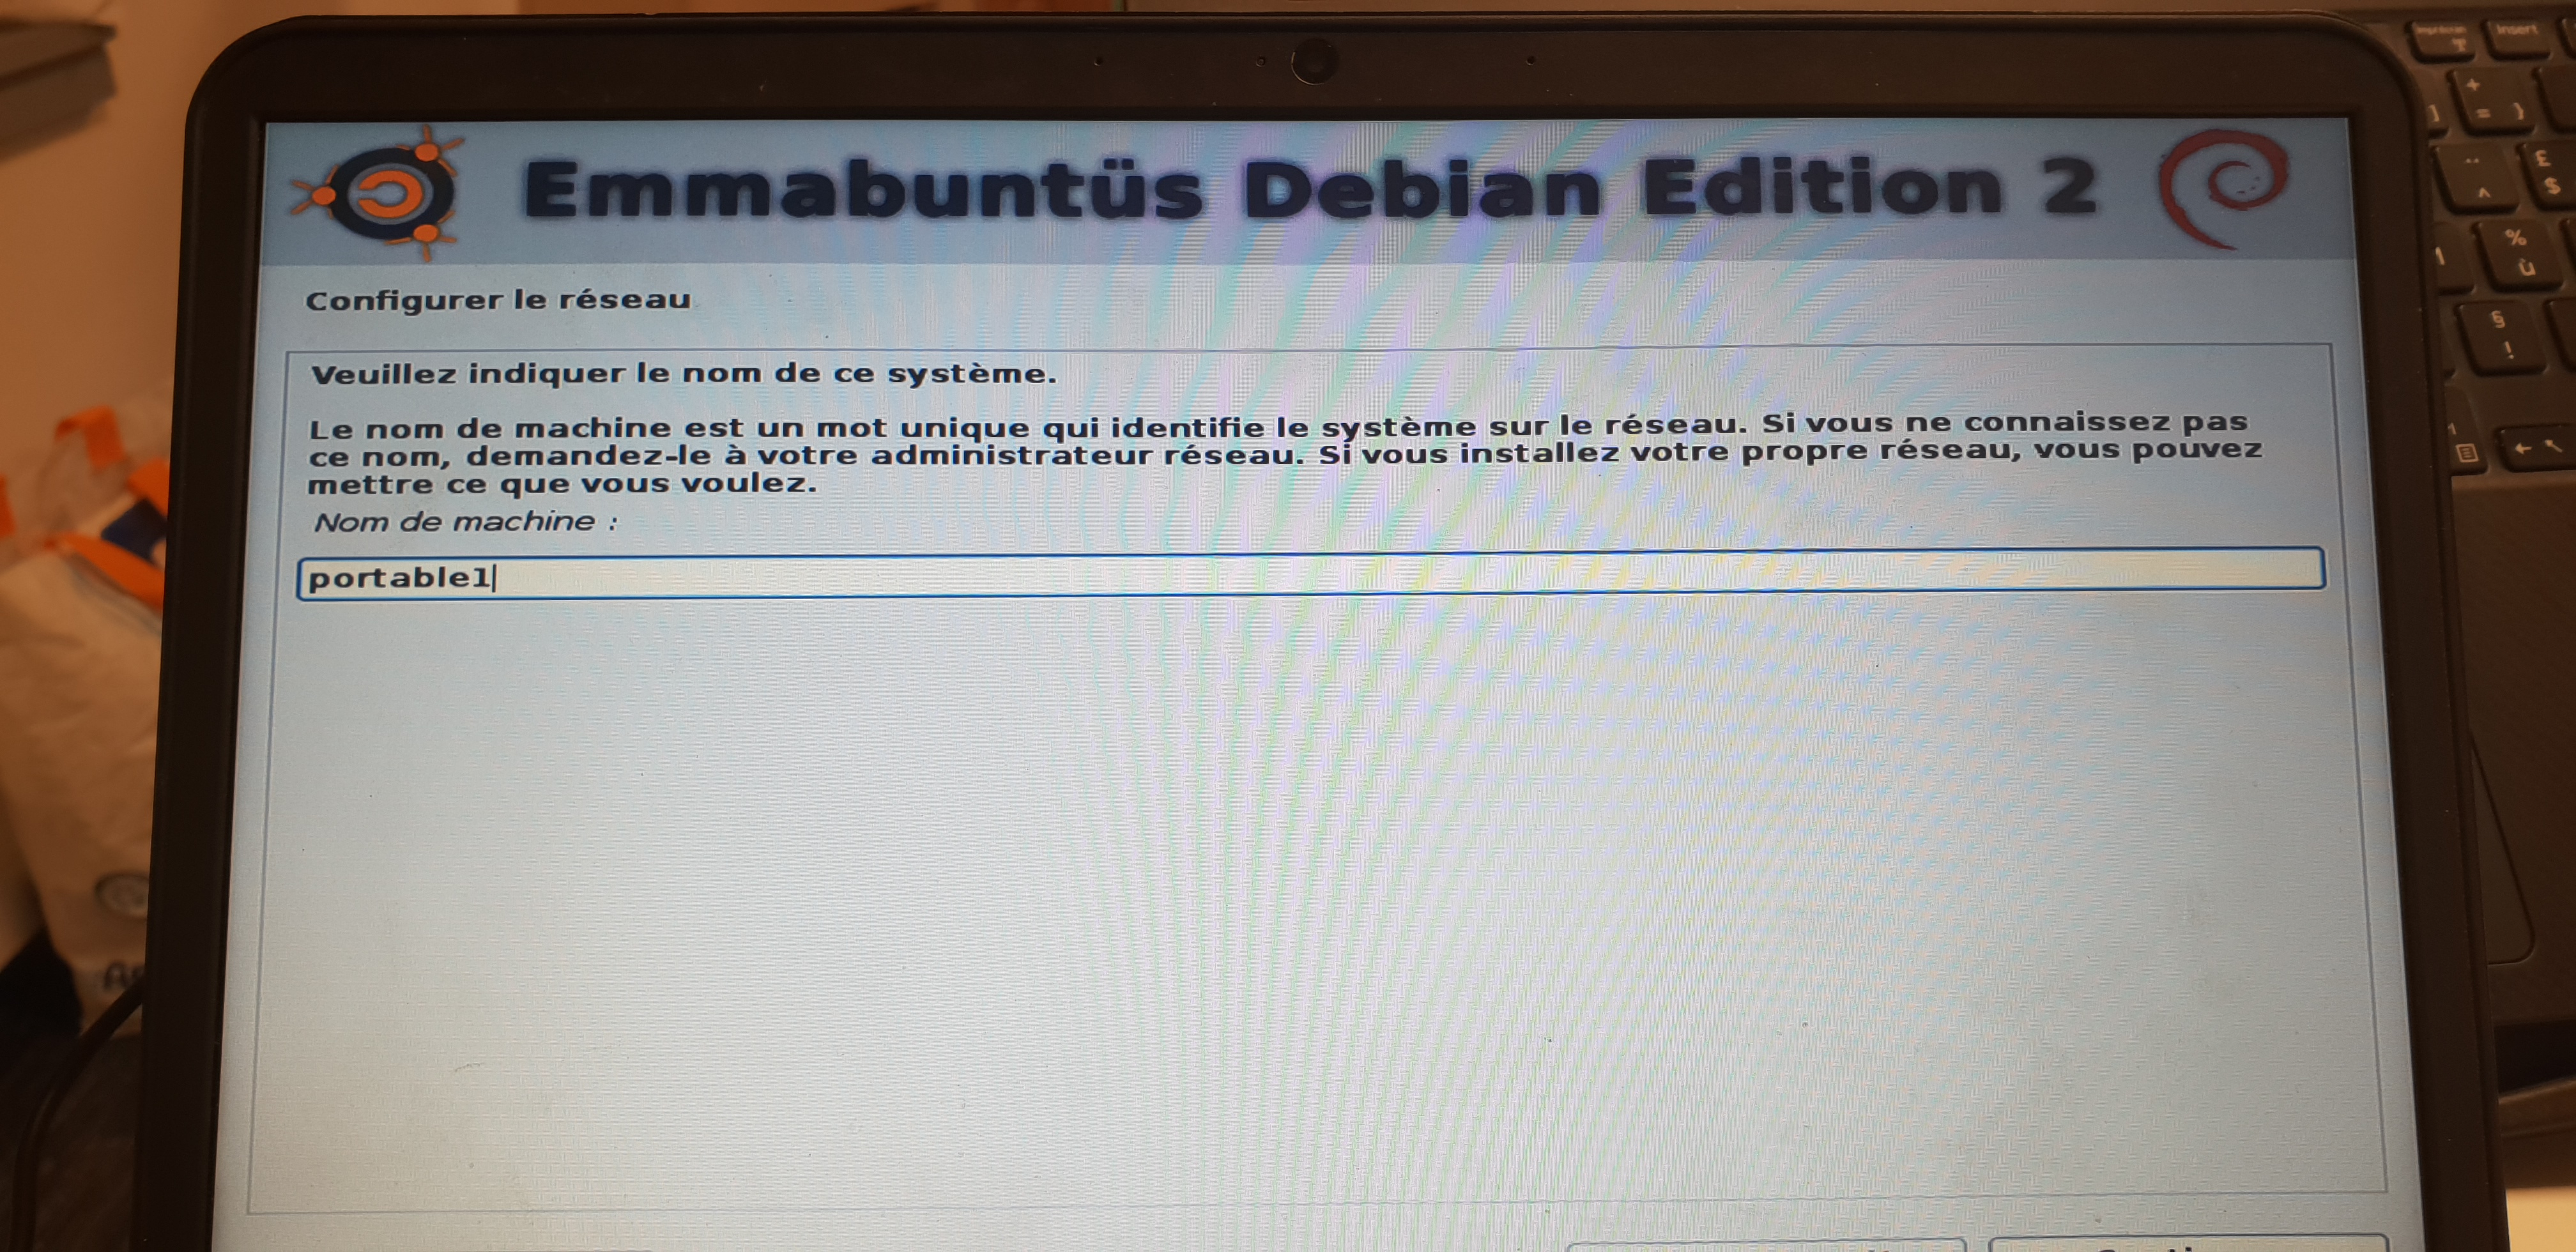 Emmabuntüs Debian Edition 2
Configurer le réseau
Veuillez indiquer le nom de ce système.
Le nom de machine est un mot unique qui identifie le système sur le réseau. Si vous ne connaissez pas
ce nom, demandez-le à votre administrateur réseau. Si vous installez votre propre réseau, vous pouvez
mettre ce que vous voulez.
Nom de machine :
portable1
Insert
+
= }
]
¨
^
£
$
%
ù
§
!